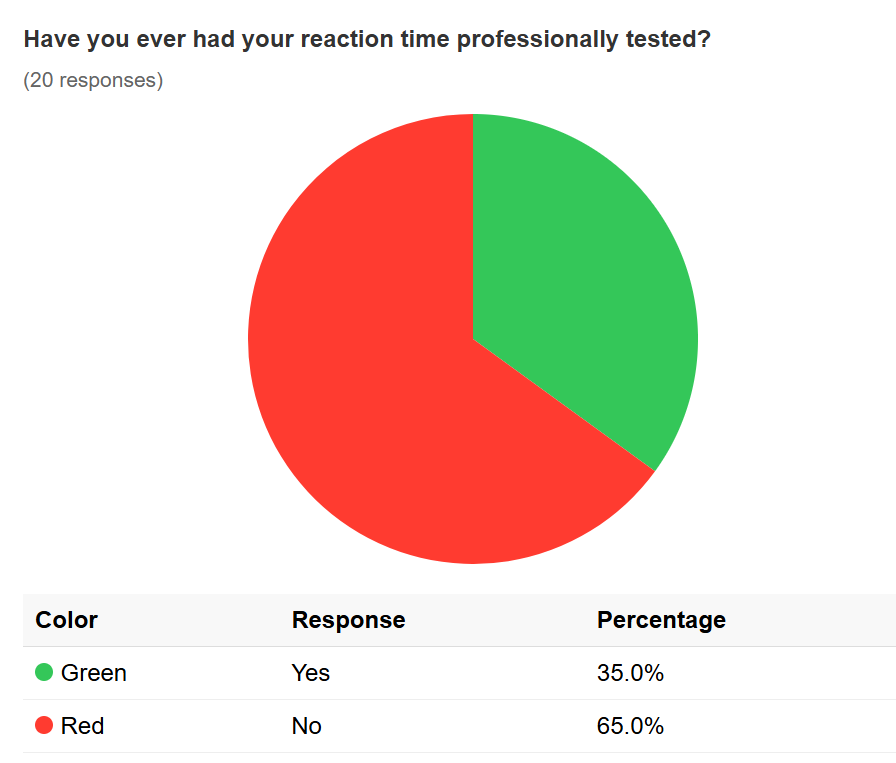 Have you ever had your reaction time professionally tested?
(20 responses)
Color Response Percentage
Green Yes 35.0%
Red No 65.0%